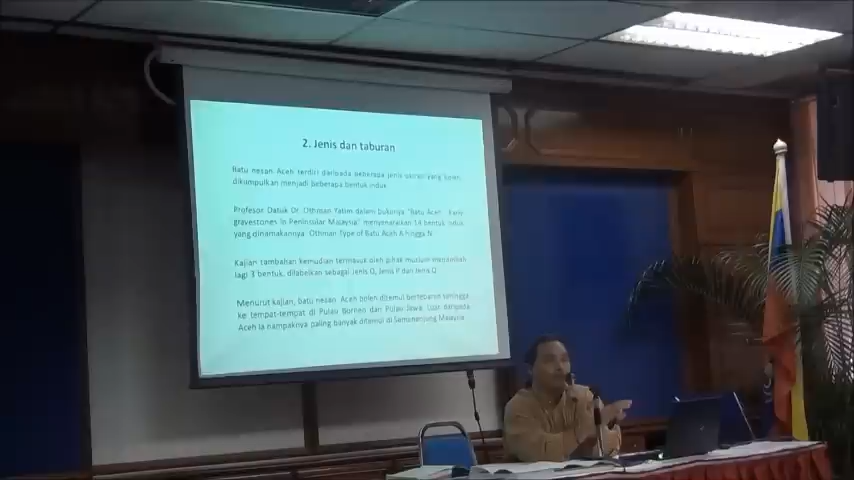 2. Jenis dan taburan
Batu nesan Aceh terdiri daripada beberapa jenis yang boleh
dikumpulkan menjadi beberapa bentuk induk.
Profesor Datuk Dr. Othman Yatim dalam bukunya "Batu Aceh: Early
gravestones in Peninsular Malaysia" menyenaraikan 14 bentuk induk
yang dinamakannya Othman Type of Batu Aceh A hingga N
Kajian tambahan kemudian termasuk oleh pihak muzium menambah
lagi 3 bentuk, dilabelkan sebagai jenis O, jenis P dan jenis Q
Menurut kajian, batu nesan Aceh boleh ditemui bertebaran sehingga
ke tempat-tempat di Pulau Borneo dan Pulau Jawa. Luar daripada
Aceh ia nampaknya paling banyak ditemui di Semenanjung Malaysia.